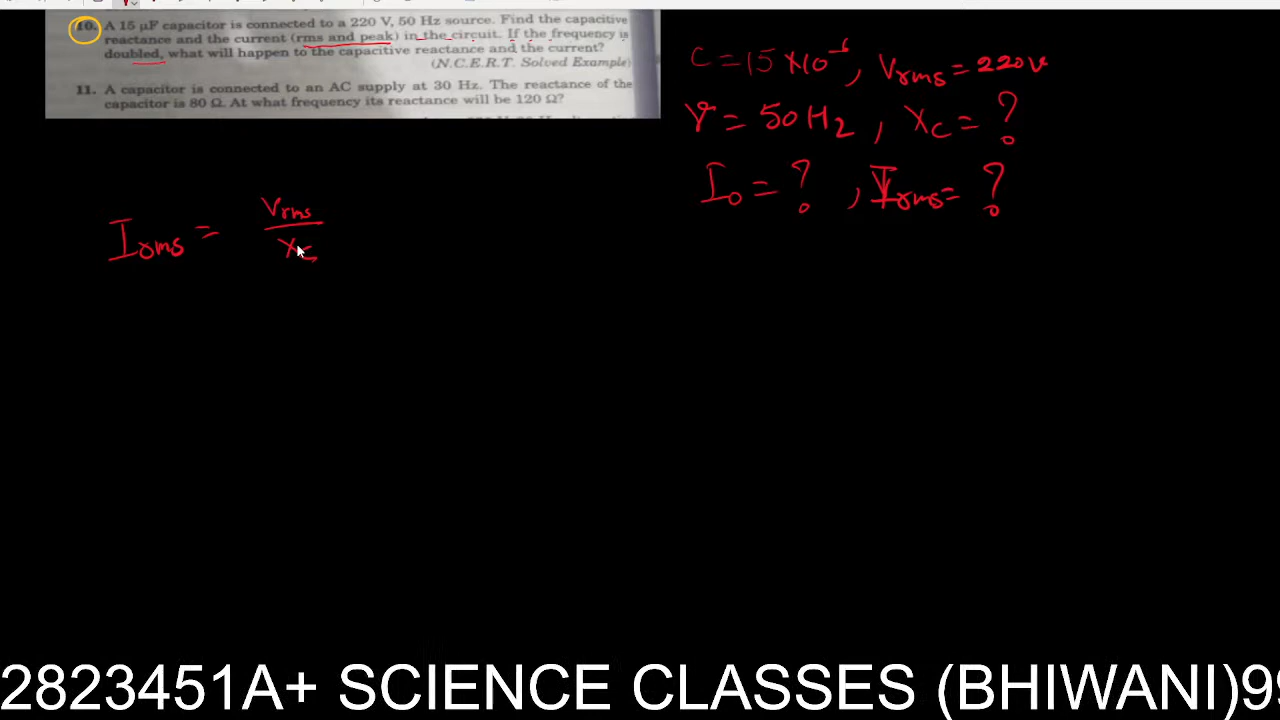 10. A 15 µF capacitor is connected to a 220 V, 50 Hz source. Find the capacitive
reactance and the current (rms and peak) in the circuit. If the frequency is
doubled, what will happen to the capacitive reactance and the current?
(N.C.E.R.T. Solved Example)
11. A capacitor is connected to an AC supply at 30 Hz. The reactance of the
capacitor is 80 Ω. At what frequency its reactance will be 120 Ω?
C = 15 × 10⁻⁶, Vrms = 220V
ν = 50Hz, Xc = ?
I₀ = ?, Irms = ?
Irms = Vrms / Xc
2823451A+ SCIENCE CLASSES (BHIWANI)9